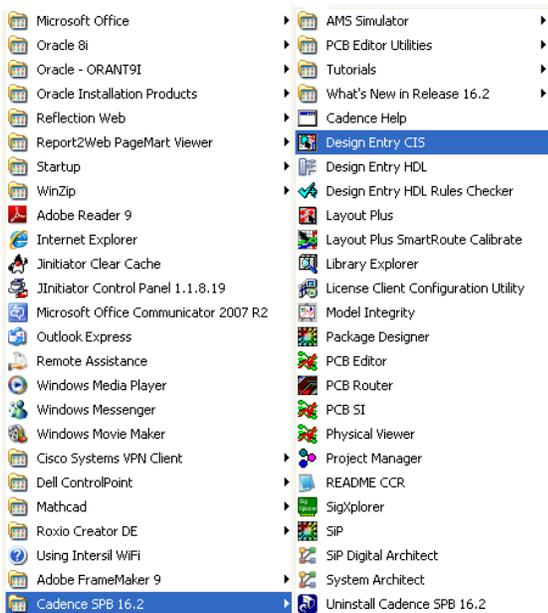 Microsoft Office
Oracle 8i
Oracle - ORANT9I
Oracle Installation Products
Reflection Web
Report2Web PageMart Viewer
Startup
WinZip
Adobe Reader 9
Internet Explorer
Jinitiator Clear Cache
JInitiator Control Panel 1.1.8.19
Microsoft Office Communicator 2007 R2
Outlook Express
Remote Assistance
Windows Media Player
Windows Messenger
Windows Movie Maker
Cisco Systems VPN Client
Dell ControlPoint
Mathcad
Roxio Creator DE
Using Intersil WiFi
Adobe FrameMaker 9
Cadence SPB 16.2
AMS Simulator
PCB Editor Utilities
Tutorials
What's New in Release 16.2
Cadence Help
Design Entry CIS
Design Entry HDL
Design Entry HDL Rules Checker
Layout Plus
Layout Plus SmartRoute Calibrate
Library Explorer
License Client Configuration Utility
Model Integrity
Package Designer
PCB Editor
PCB Router
PCB SI
Physical Viewer
Project Manager
README CCR
SigXplorer
SiP
SiP Digital Architect
System Architect
Uninstall Cadence SPB 16.2